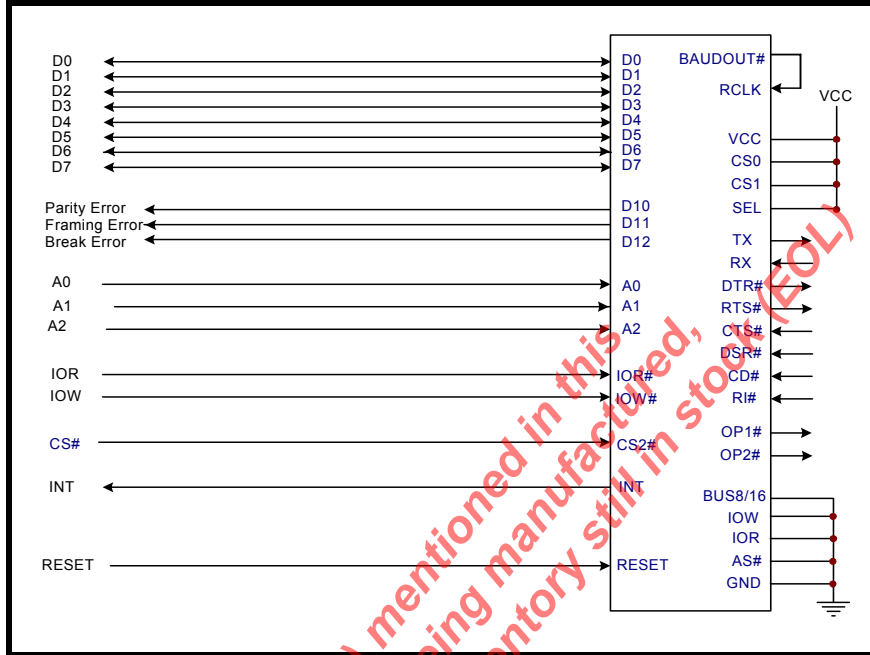 D0 D0 BAUDOUT#
D1 D1
D2 D2 RCLK
D3 D3 VCC
D4 D4
D5 D5 VCC
D6 D6 CS0
D7 D7 CS1
Parity Error D10 SEL
Framing Error D11
Break Error D12 TX
RX
A0 A0 DTR#
A1 A1 RTS#
A2 A2 CTS#
DSR#
IOR IOR# CD#
IOW IOW# RI#
OP1#
CS# CS2# OP2#
INT INT
BUS8/16
IOW
IOR
RESET RESET AS#
GND
) mentioned in this
ing manufactured,
entory still in stock (EOL)